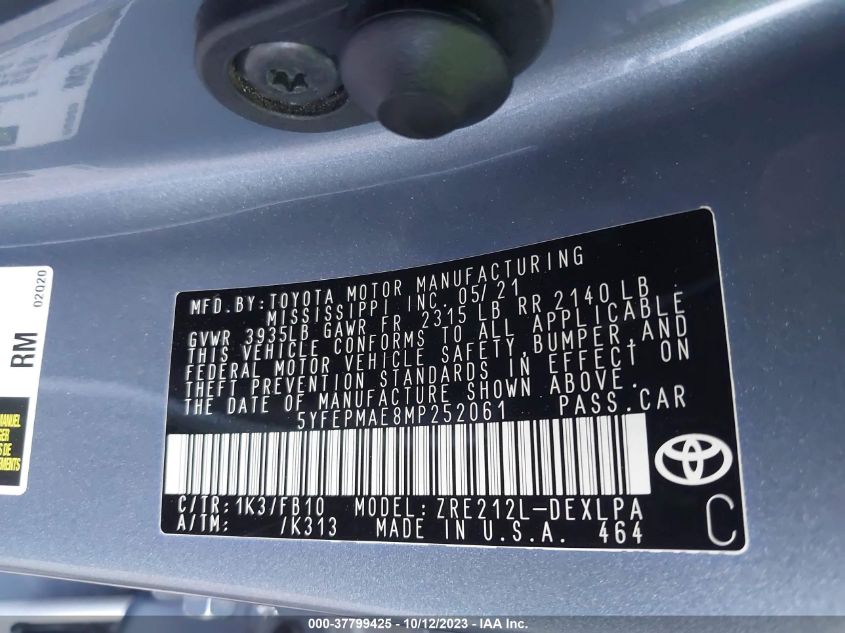 MFD.BY:TOYOTA MOTOR MANUFACTURING
MISSISSIPPI INC. 05/21
GVWR 3935LB GAWR FR 2315 LB RR 2140 LB
THIS VEHICLE CONFORMS TO ALL APPLICABLE
FEDERAL MOTOR VEHICLE SAFETY,BUMPER,AND
THEFT PREVENTION STANDARDS IN EFFECT ON
THE DATE OF MANUFACTURE SHOWN ABOVE.
5YFEPMAE8MP252061 PASS.CAR
C/TR:1K3/FB10 MODEL:ZRE212L-DEXLPA
A/TM: /K313 MADE IN U.S.A. 464
C
RM
02020
MANUEL
DE
000-37799425 - 10/12/2023 - IAA Inc.